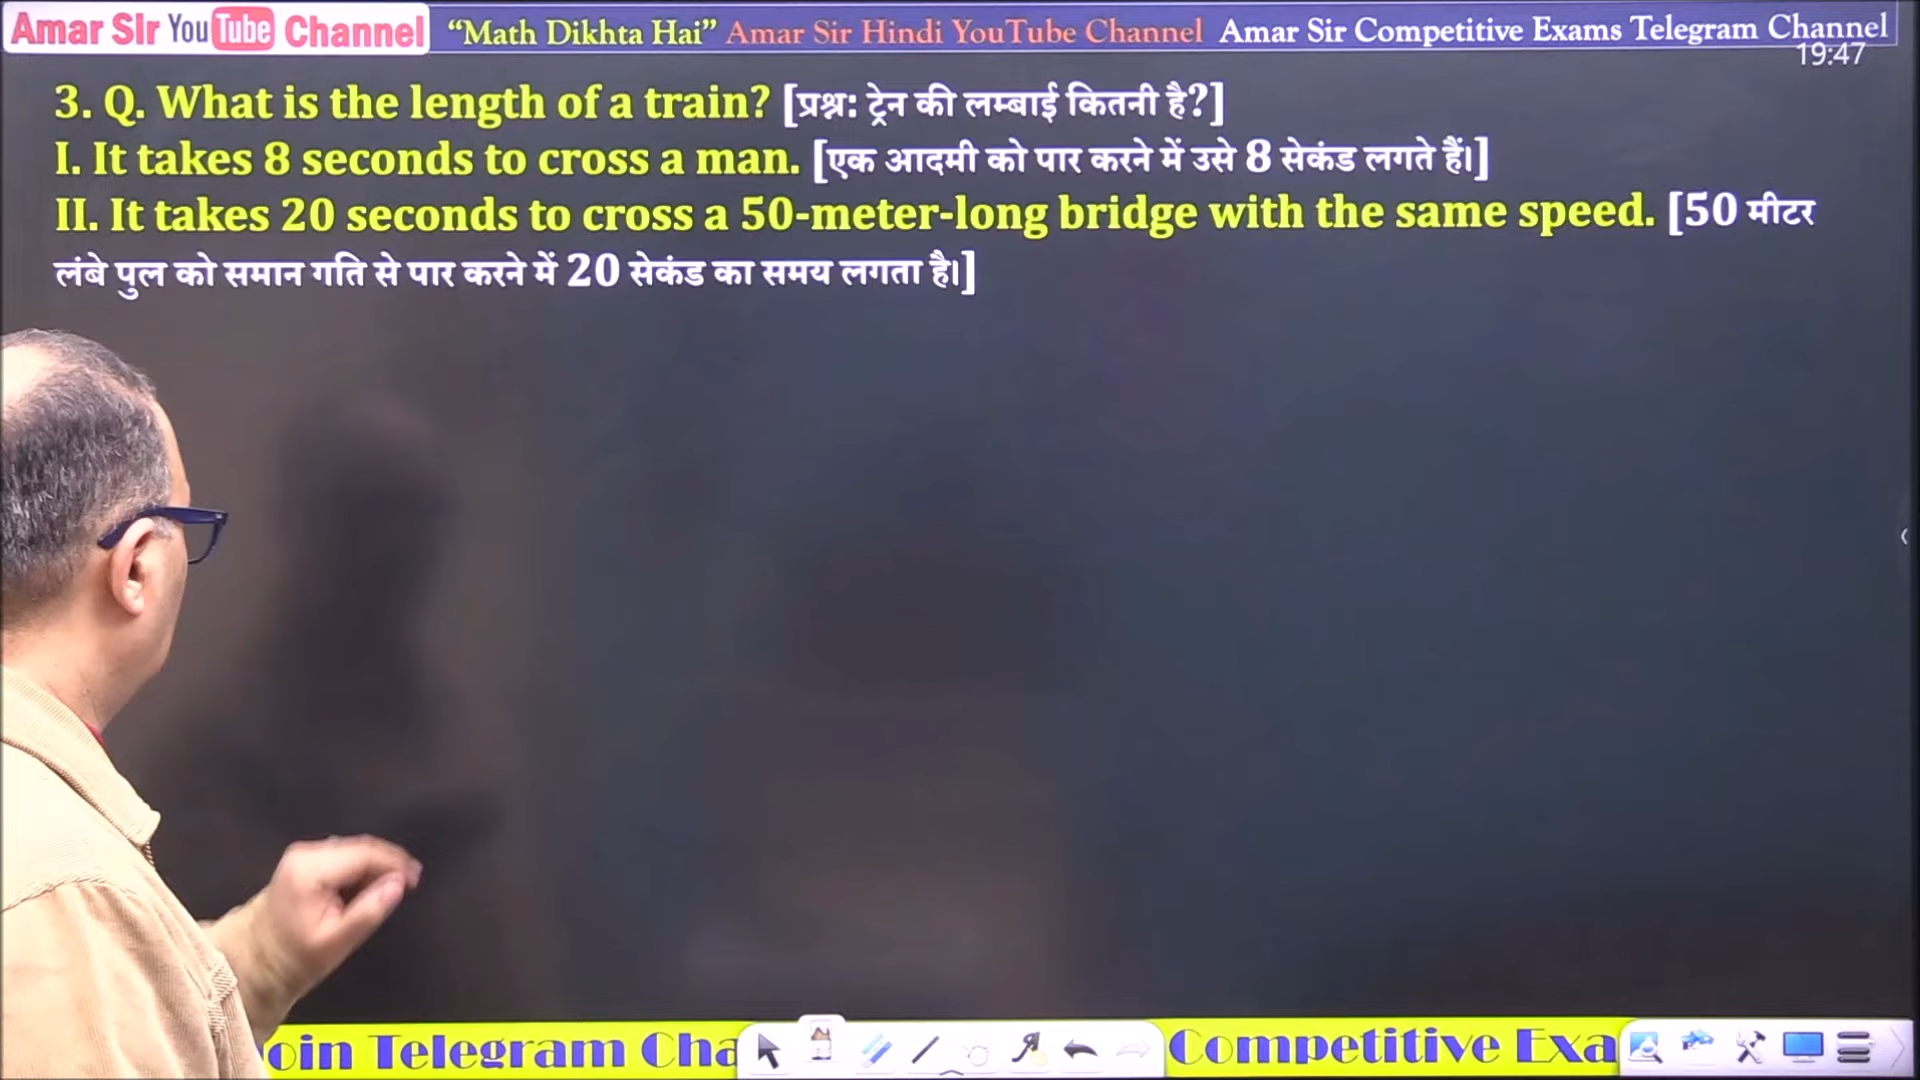 Amar SIr YouTube Channel “Math Dikhta Hai” Amar Sir Hindi YouTube Channel Amar Sir Competitive Exams Telegram Channel
19:47
3. Q. What is the length of a train? [प्रश्न: ट्रेन की लम्बाई कितनी है?]
I. It takes 8 seconds to cross a man. [एक आदमी को पार करने में उसे 8 सेकंड लगते हैं।]
II. It takes 20 seconds to cross a 50-meter-long bridge with the same speed. [50 मीटर
लंबे पुल को समान गति से पार करने में 20 सेकंड का समय लगता है।]
oin Telegram Cha Competitive Exa